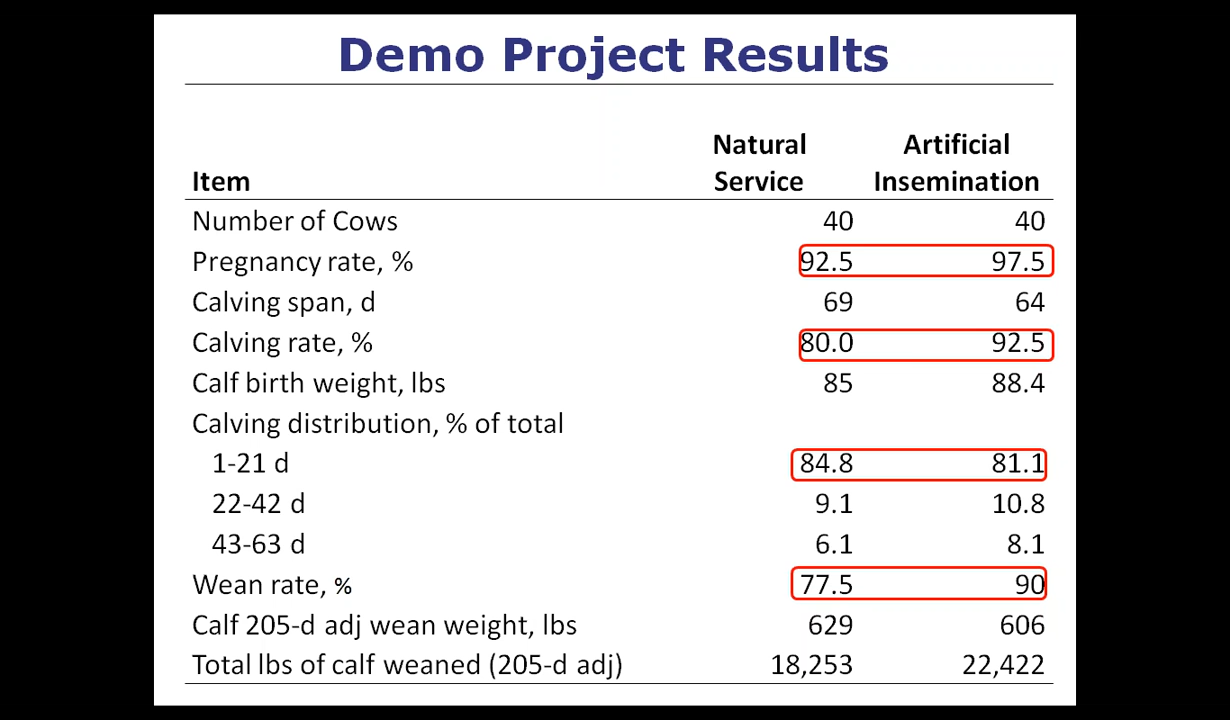 Demo Project Results
Natural Artificial
Item Service Insemination
Number of Cows 40 40
Pregnancy rate, % 92.5 97.5
Calving span, d 69 64
Calving rate, % 80.0 92.5
Calf birth weight, lbs 85 88.4
Calving distribution, % of total
1-21 d 84.8 81.1
22-42 d 9.1 10.8
43-63 d 6.1 8.1
Wean rate, % 77.5 90
Calf 205-d adj wean weight, lbs 629 606
Total lbs of calf weaned (205-d adj) 18,253 22,422